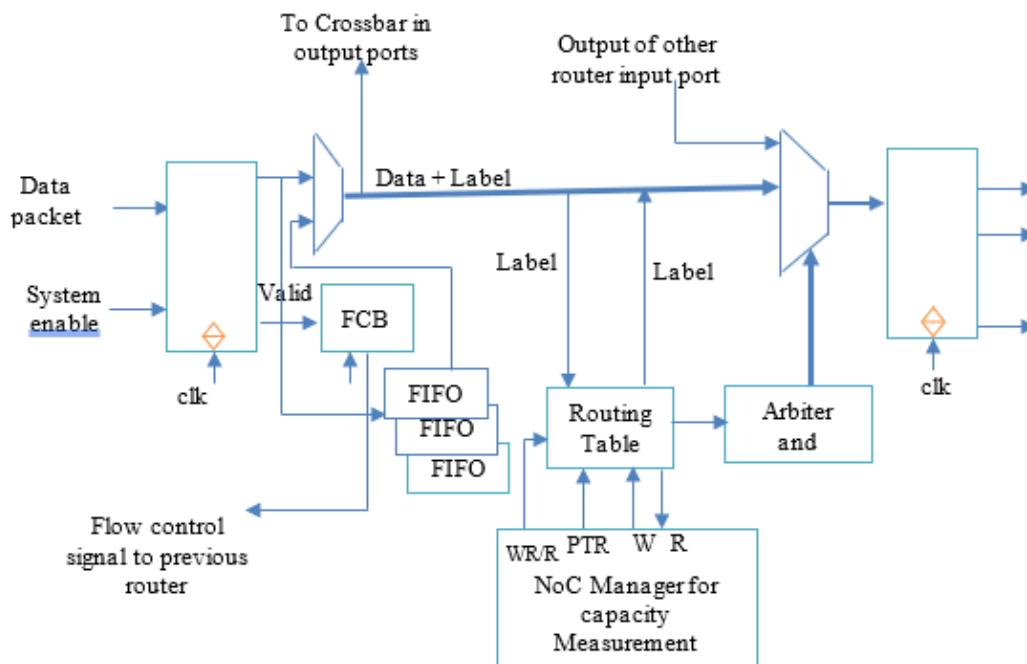 To Crossbar in
output ports
Output of other
router input port
Data
packet
Data + Label
Label
Label
System
enable
Valid
FCB
clk
FIFO
FIFO
FIFO
Routing
Table
Arbiter
and
clk
Flow control
signal to previous
router
WR/R PTR W R
NoC Manager for
capacity
Measurement